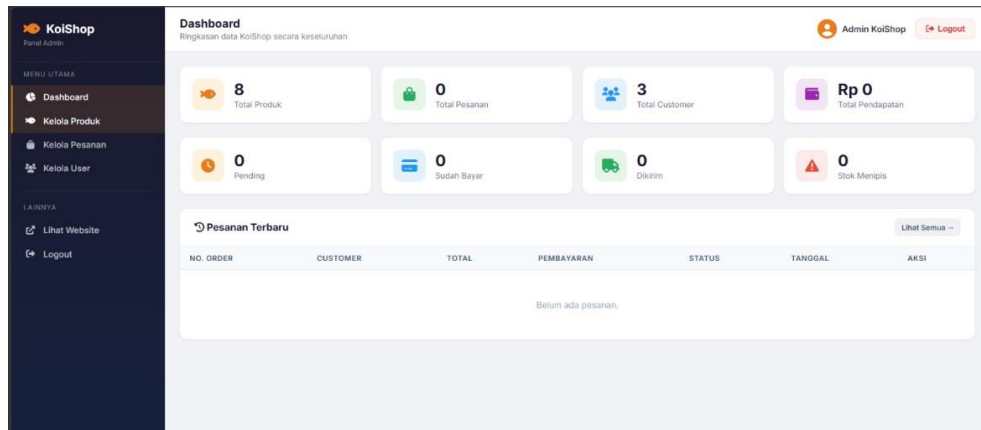 KoiShop
Panel Admin
MENU UTAMA
Dashboard
Kelola Produk
Kelola Pesanan
Kelola User
LAINNYA
Lihat Website
Logout
Dashboard
Ringkasan data KoiShop secara keseluruhan
Admin KoiShop
Logout
8
Total Produk
0
Total Pesanan
3
Total Customer
Rp 0
Total Pendapatan
0
Pending
0
Sudah Bayar
0
Dikirim
0
Stok Menipis
Pesanan Terbaru
Lihat Semua →
NO. ORDER CUSTOMER TOTAL PEMBAYARAN STATUS TANGGAL AKSI
Belum ada pesanan.